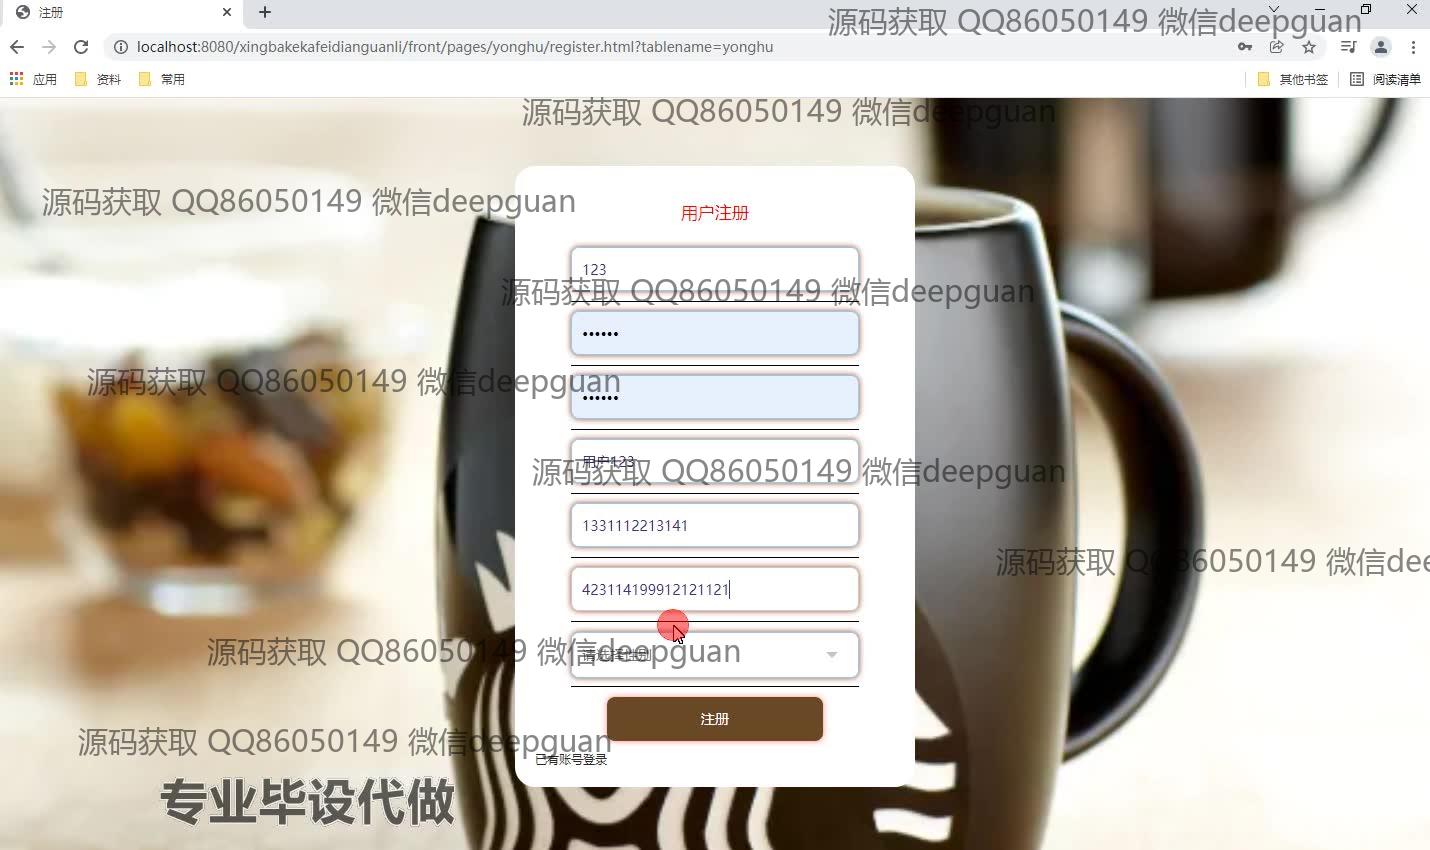 注册
源码获取 QQ86050149 微信deepguan
localhost:8080/xingbakekafeidianguanli/front/pages/yonghu/register.html?tablename=yonghu
应用 资料 常用 其他书签 阅读清单
源码获取 QQ86050149 微信deepguan
源码获取 QQ86050149 微信deepguan
用户注册
123
源码获取 QQ86050149 微信deepguan
••••••
源码获取 QQ86050149 微信deepguan
••••••
用户123
源码获取 QQ86050149 微信deepguan
1331112213141
源码获取 QQ86050149 微信dee
423114199912121121
请选择性别
源码获取 QQ86050149 微信deepguan
注册
源码获取 QQ86050149 微信deepguan
已有账号登录
专业毕设代做